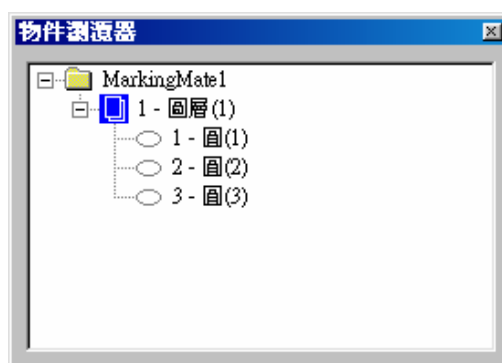 物件瀏覽器
MarkingMate1
1 - 圖層(1)
1 - 圓(1)
2 - 圓(2)
3 - 圓(3)